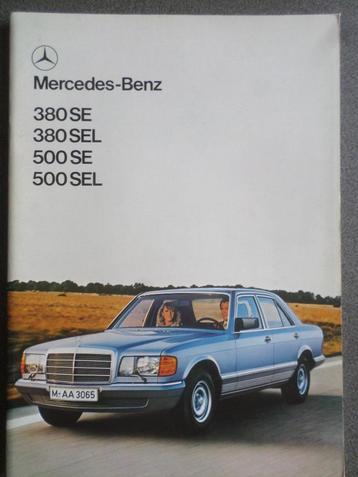 Mercedes-Benz
380 SE
380 SEL
500 SE
500 SEL
M-AA 3065